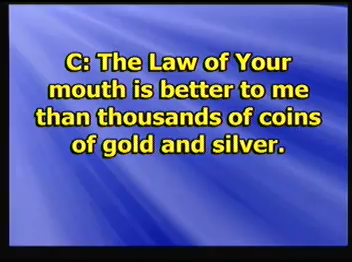 C: The Law of Your
mouth is better to me
than thousands of coins
of gold and silver.